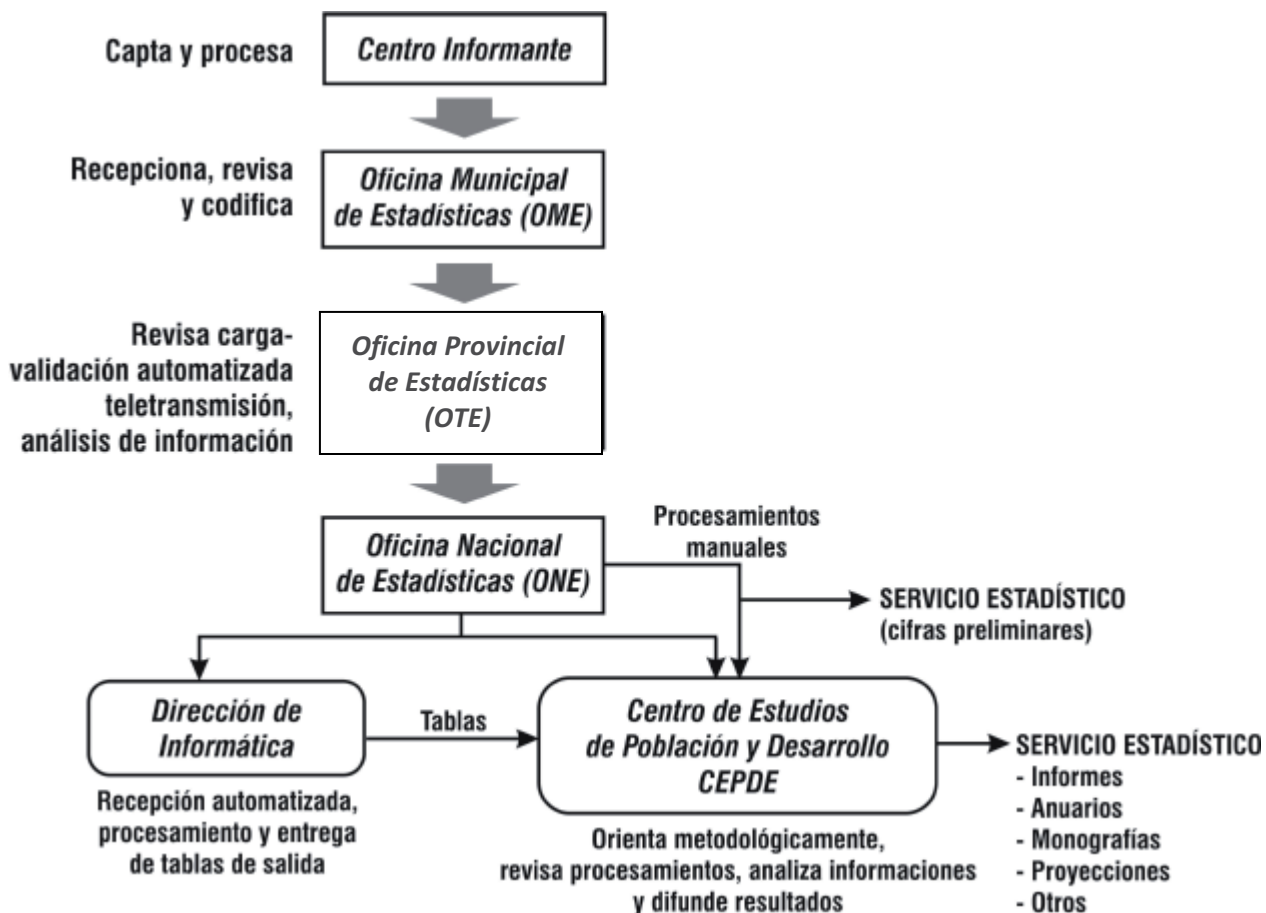 Capta y procesa
Centro Informante
Recepciona, revisa
y codifica
Oficina Municipal
de Estadísticas (OME)
Revisa carga-
validación automatizada
teletransmisión,
análisis de información
Oficina Provincial
de Estadísticas
(OTE)
Oficina Nacional
de Estadísticas (ONE)
Procesamientos
manuales
SERVICIO ESTADÍSTICO
(cifras preliminares)
Dirección de
Informática
Tablas
Centro de Estudios
de Población y Desarrollo
CEPDE
SERVICIO ESTADÍSTICO
- Informes
- Anuarios
- Monografías
- Proyecciones
- Otros
Recepción automatizada,
procesamiento y entrega
de tablas de salida
Orienta metodológicamente,
revisa procesamientos, analiza informaciones
y difunde resultados